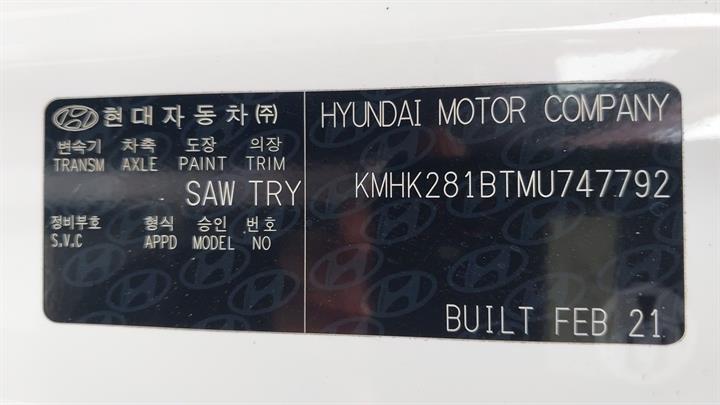 현대자동차(주)
변속기 차축 도장 의장
TRANSM AXLE PAINT TRIM
SAW TRY
정비부호 형식 승인 번호
S.V.C APPD MODEL NO
HYUNDAI MOTOR COMPANY
KMHK281BTMU747792
BUILT FEB 21